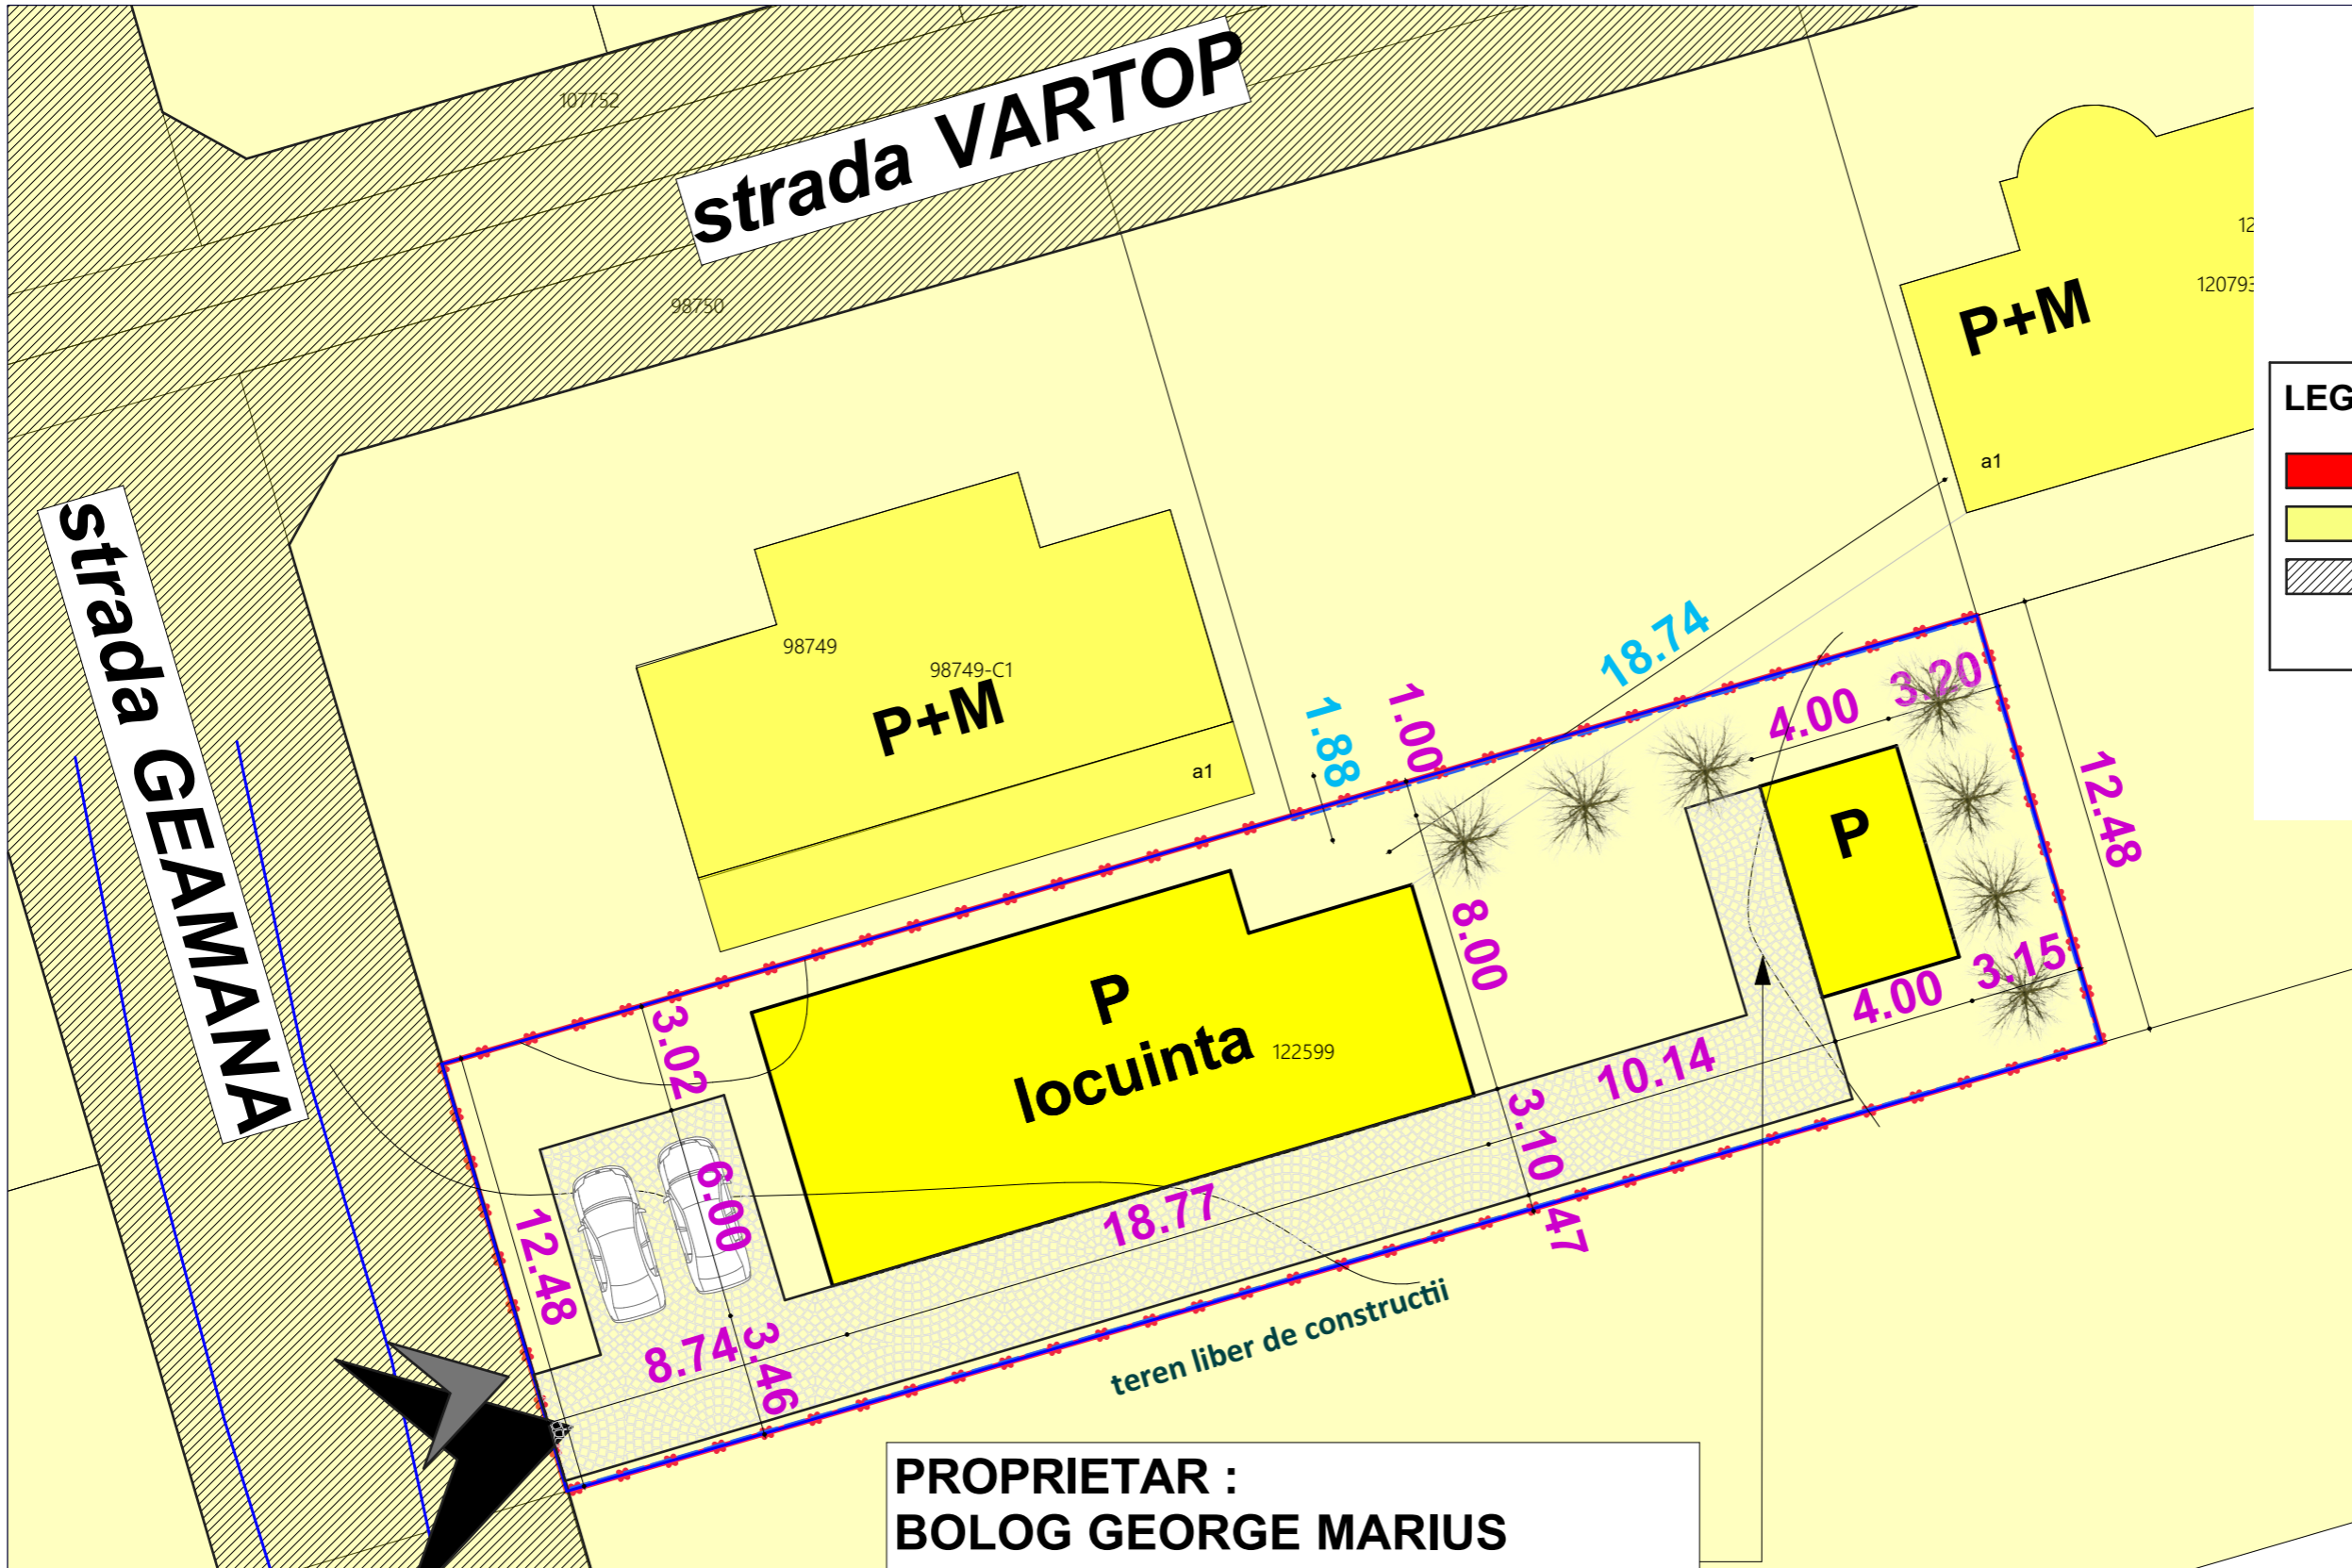 107752
strada VARTOP
98750
12
120793
P+M
LEG
a1
strada GEAMANA
98749
98749-C1
P+M
a1
18.74
1.88
1.00
4.00
3.20
12.48
P
8.00
4.00
3.15
P
locuinta
122599
3.02
10.14
3.10
6.00
18.77
47
12.48
8.74
3.46
teren liber de constructii
PROPRIETAR :
BOLOG GEORGE MARIUS